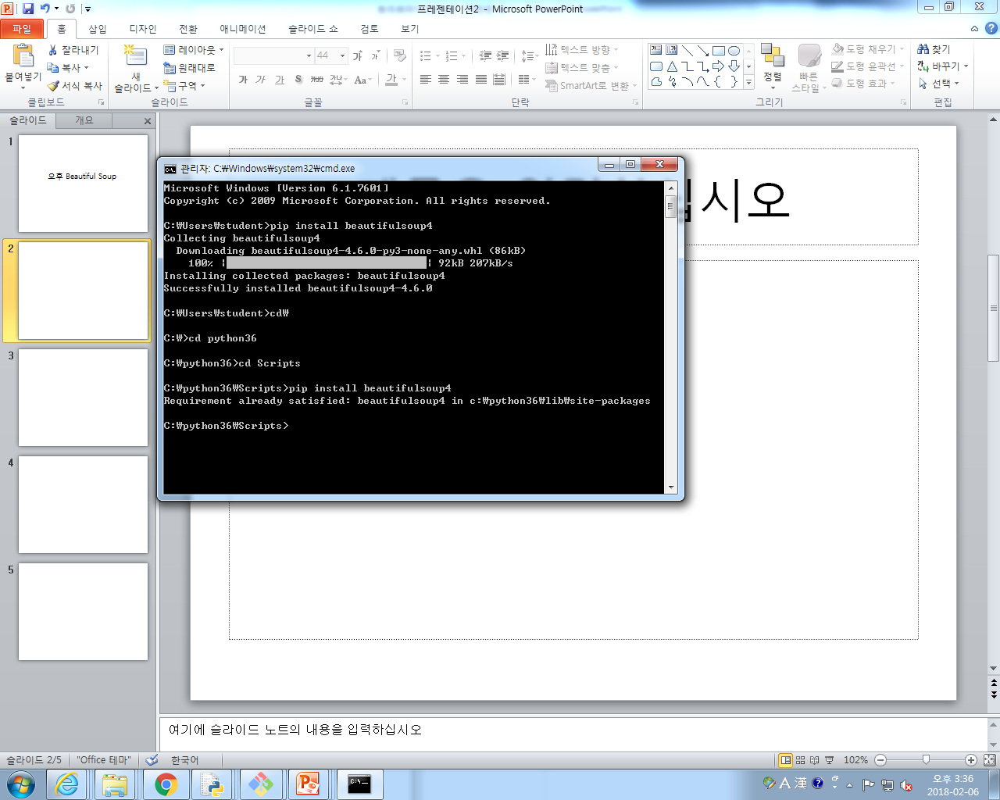 프레젠테이션2 - Microsoft PowerPoint
파일 홈 삽입 디자인 전환 애니메이션 슬라이드 쇼 검토 보기
붙여넣기
잘라내기
복사
서식 복사
클립보드
새 슬라이드
레이아웃
원래대로
구역
슬라이드
44
가 가 가 S 가나 Aa 가
글꼴
텍스트 방향
텍스트 맞춤
SmartArt로 변환
단락
정렬
빠른 스타일
도형 채우기
도형 윤곽선
도형 효과
그리기
찾기
바꾸기
선택
편집
슬라이드 개요
1
오후 Beautiful Soup
2
3
4
5
십시오
관리자: C:\Windows\system32\cmd.exe
Microsoft Windows [Version 6.1.7601]
Copyright (c) 2009 Microsoft Corporation. All rights reserved.
C:\Users\student>pip install beautifulsoup4
Collecting beautifulsoup4
Downloading beautifulsoup4-4.6.0-py3-none-any.whl (86kB)
100% | | 92kB 207kB/s
Installing collected packages: beautifulsoup4
Successfully installed beautifulsoup4-4.6.0
C:\Users\student>cd\
C:\>cd python36
C:\python36>cd Scripts
C:\python36\Scripts>pip install beautifulsoup4
Requirement already satisfied: beautifulsoup4 in c:\python36\lib\site-packages
C:\python36\Scripts>
여기에 슬라이드 노트의 내용을 입력하십시오
슬라이드 2/5 "Office 테마" 한국어 102%
A 漢
오후 3:36
2018-02-06